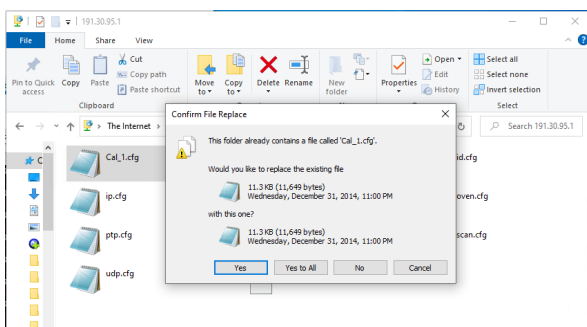 191.30.95.1
File Home Share View
Pin to Quick access
Copy
Paste
Cut
Copy path
Paste shortcut
Clipboard
Move to
Copy to
Delete
Rename
New folder
Properties
Open
Edit
History
Select all
Select none
Invert selection
Select
The Internet
Search 191.30.95.1
Cal_1.cfg
ip.cfg
ptp.cfg
udp.cfg
id.cfg
oven.cfg
scan.cfg
Confirm File Replace
This folder already contains a file called 'Cal_1.cfg'.
Would you like to replace the existing file
11.3 KB (11,649 bytes)
Wednesday, December 31, 2014, 11:00 PM
with this one?
11.3 KB (11,649 bytes)
Wednesday, December 31, 2014, 11:00 PM
Yes
Yes to All
No
Cancel